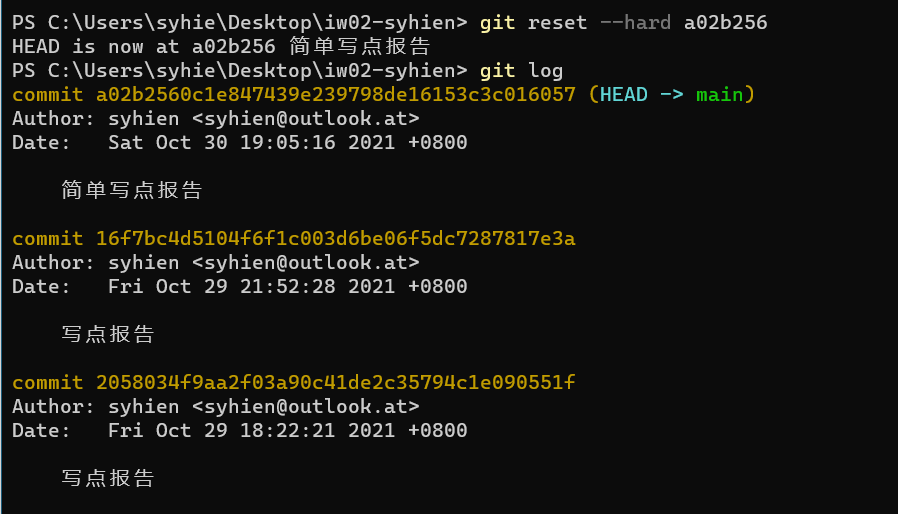 PS C:\Users\syhie\Desktop\iw02-syhien> git reset --hard a02b256
HEAD is now at a02b256 简单写点报告
PS C:\Users\syhie\Desktop\iw02-syhien> git log
commit a02b2560c1e847439e239798de16153c3c016057 (HEAD -> main)
Author: syhien <syhien@outlook.at>
Date:   Sat Oct 30 19:05:16 2021 +0800
简单写点报告
commit 16f7bc4d5104f6f1c003d6be06f5dc7287817e3a
Author: syhien <syhien@outlook.at>
Date:   Fri Oct 29 21:52:28 2021 +0800
写点报告
commit 2058034f9aa2f03a90c41de2c35794c1e090551f
Author: syhien <syhien@outlook.at>
Date:   Fri Oct 29 18:22:21 2021 +0800
写点报告